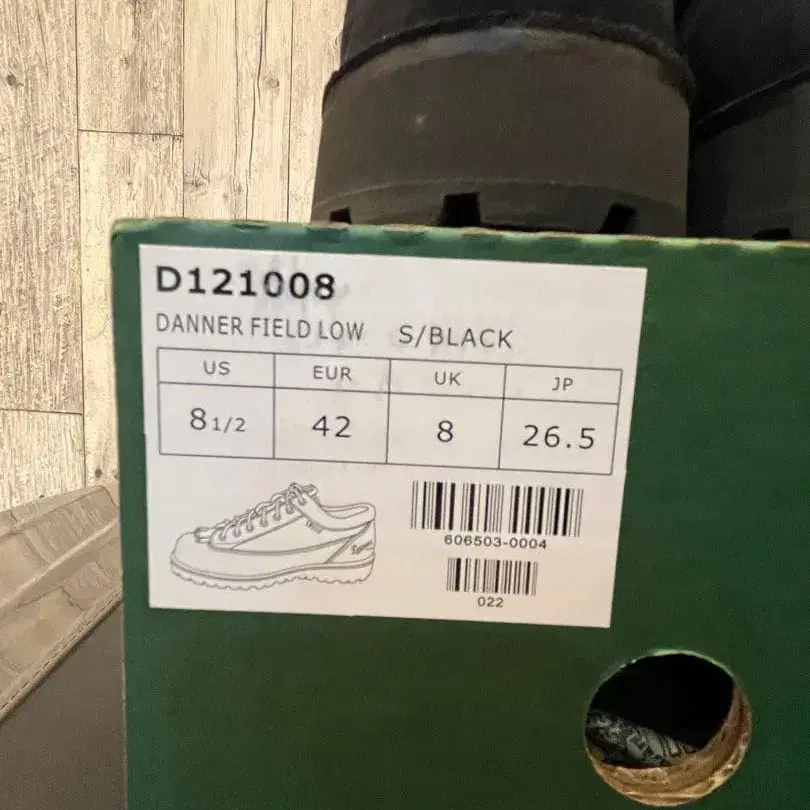 D121008
DANNER FIELD LOW S/BLACK
US EUR UK JP
8 1/2 42 8 26.5
606503-0004
022